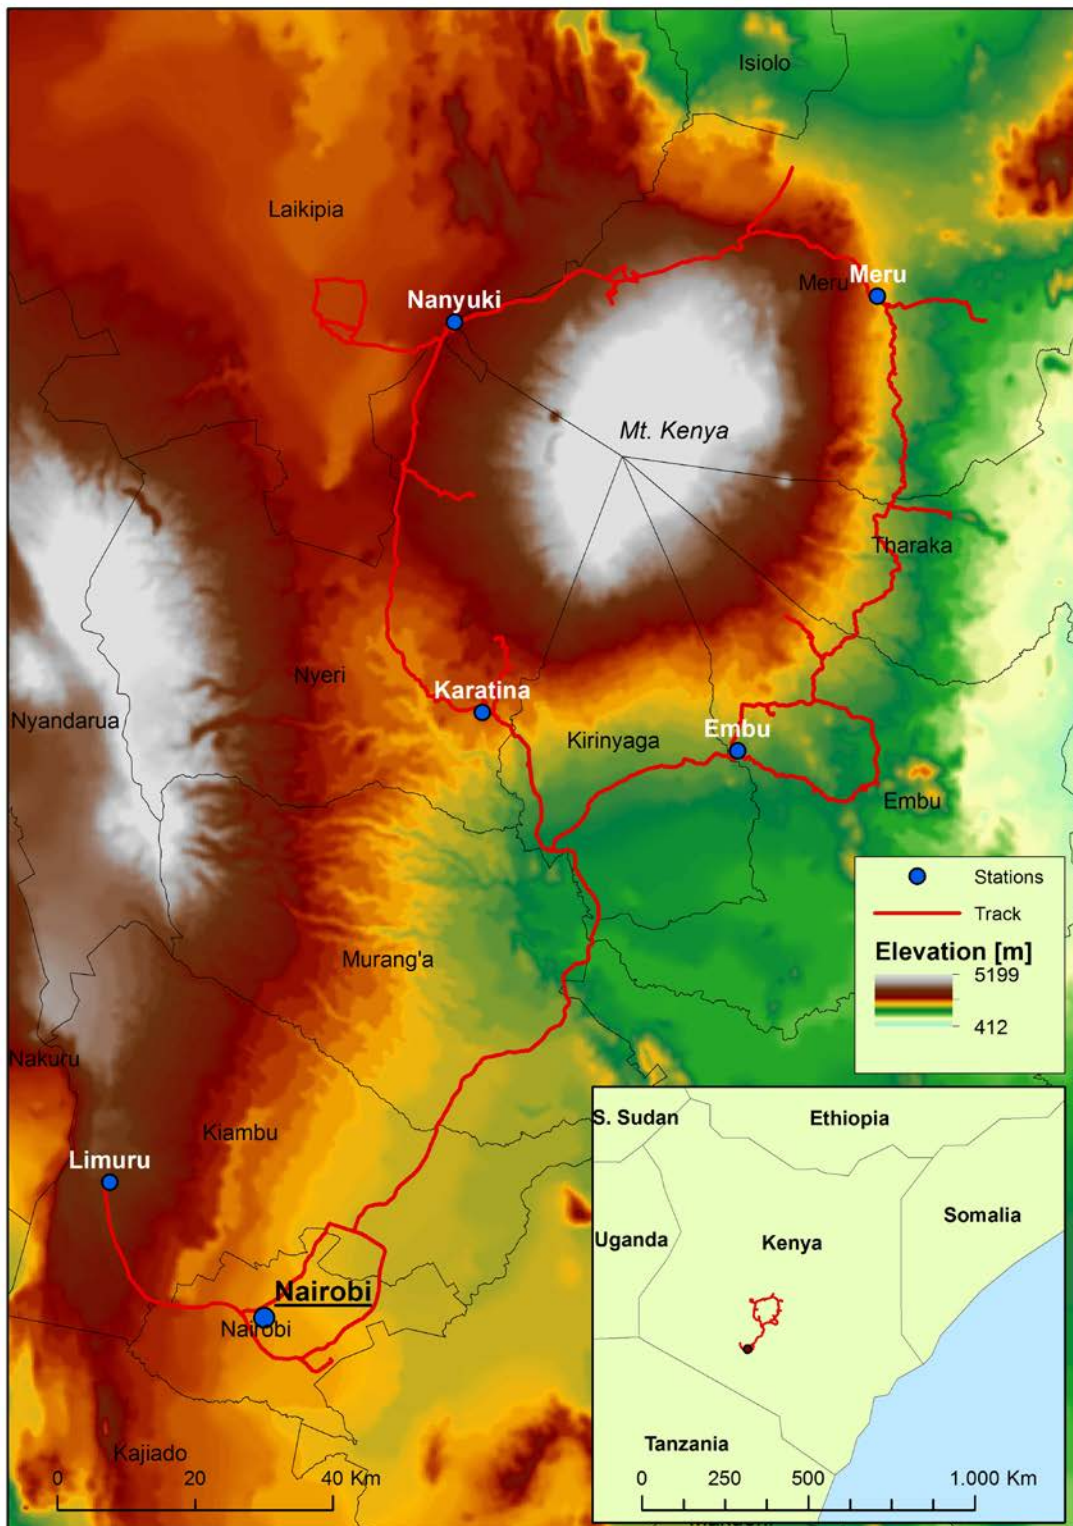 Isiolo
Laikipia
Meru
Meru
Nanyuki
Mt. Kenya
Tharaka
Nyeri
Karatina
Nyandarua
Embu
Kirinyaga
Embu
Stations
Track
Elevation [m]
5199
412
Murang'a
Nakuru
Kiambu
Limuru
Nairobi
Nairobi
Kajiado
0 20 40 Km
S. Sudan
Ethiopia
Somalia
Uganda
Kenya
Tanzania
0 250 500 1.000 Km